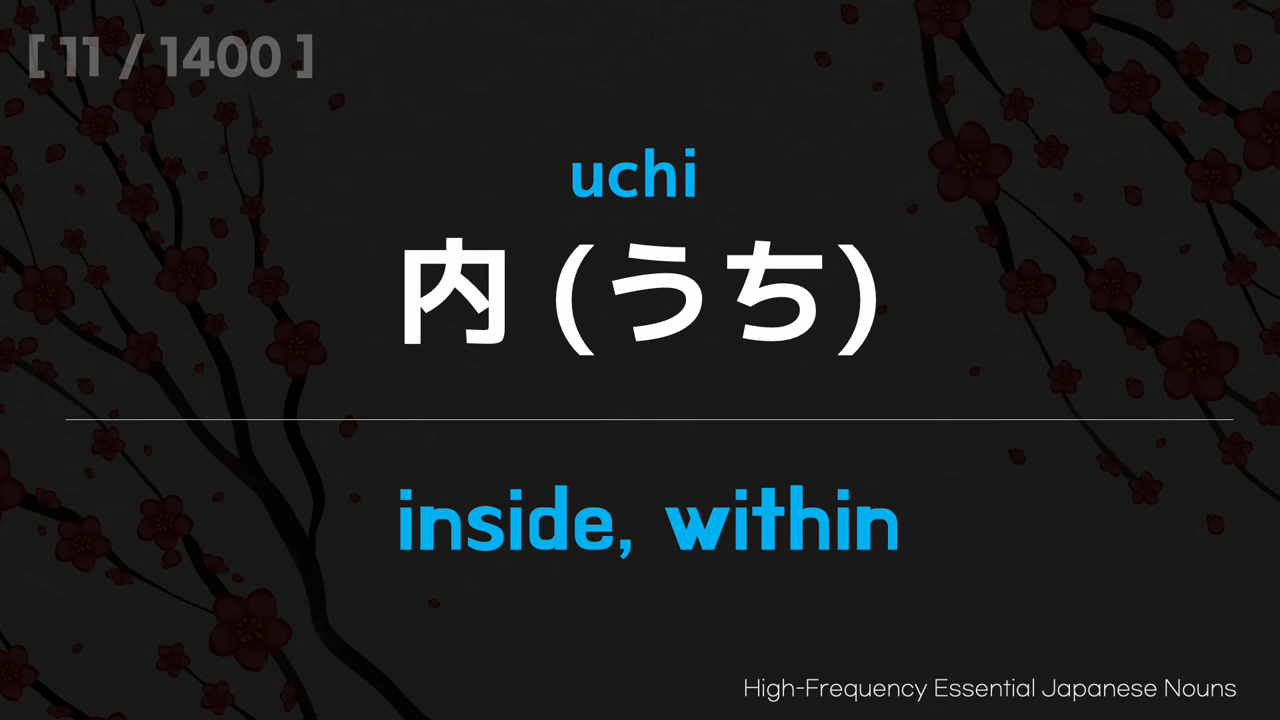 [ 11 / 1400 ]
uchi
内 (うち)
inside, within
High-Frequency Essential Japanese Nouns